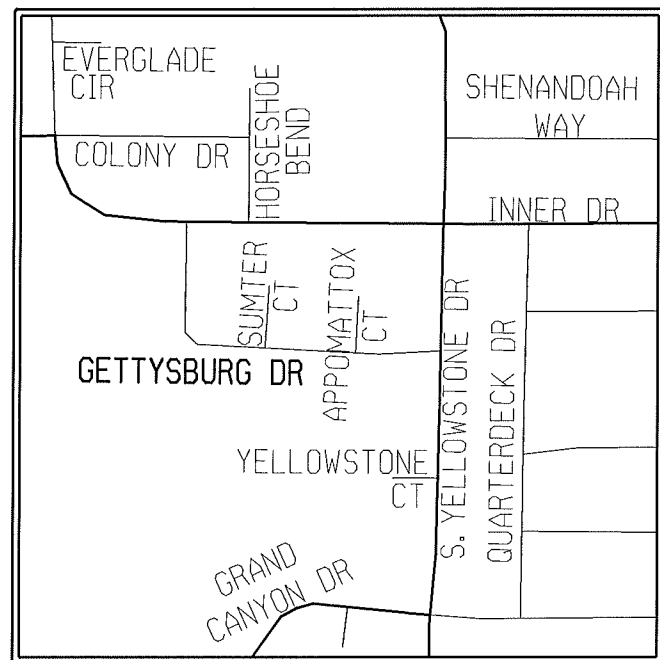 EVERGLADE
CIR
SHENANDOAH
WAY
HORSESHOE
BEND
COLONY DR
INNER DR
SUMTER
CT
APPOMATTOX
CT
GETTYSBURG DR
S. YELLOWSTONE DR
QUARTERDECK DR
YELLOWSTONE
CT
GRAND
CANYON DR